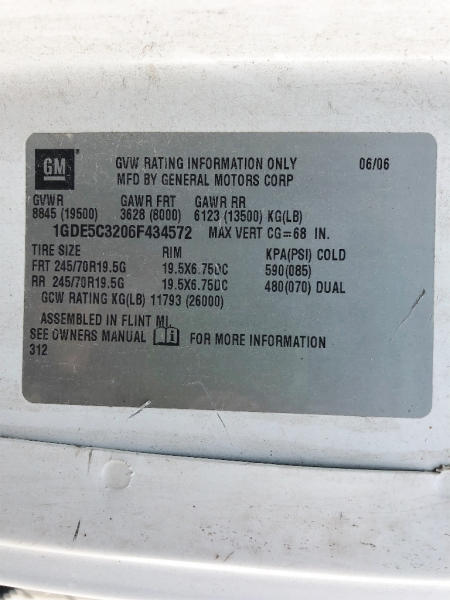 GM GVW RATING INFORMATION ONLY 06/06
MFD BY GENERAL MOTORS CORP
GVWR GAWR FRT GAWR RR
8845 (19500) 3628 (8000) 6123 (13500) KG(LB)
1GDE5C3206F434572 MAX VERT CG=68 IN.
TIRE SIZE RIM KPA(PSI) COLD
FRT 245/70R19.5G 19.5X6.75DC 590(085)
RR 245/70R19.5G 19.5X6.75DC 480(070) DUAL
GCW RATING KG(LB) 11793 (26000)
ASSEMBLED IN FLINT MI.
SEE OWNERS MANUAL i FOR MORE INFORMATION
312